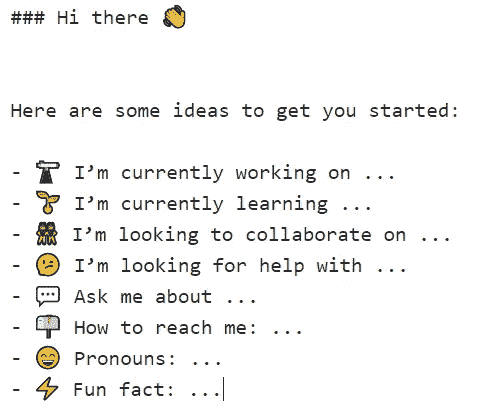 ### Hi there 👋
Here are some ideas to get you started:
- 🔭 I’m currently working on ...
- 🌱 I’m currently learning ...
- 👯 I’m looking to collaborate on ...
- 🤔 I’m looking for help with ...
- 💬 Ask me about ...
- 📫 How to reach me: ...
- 😄 Pronouns: ...
- ⚡ Fun fact: ...